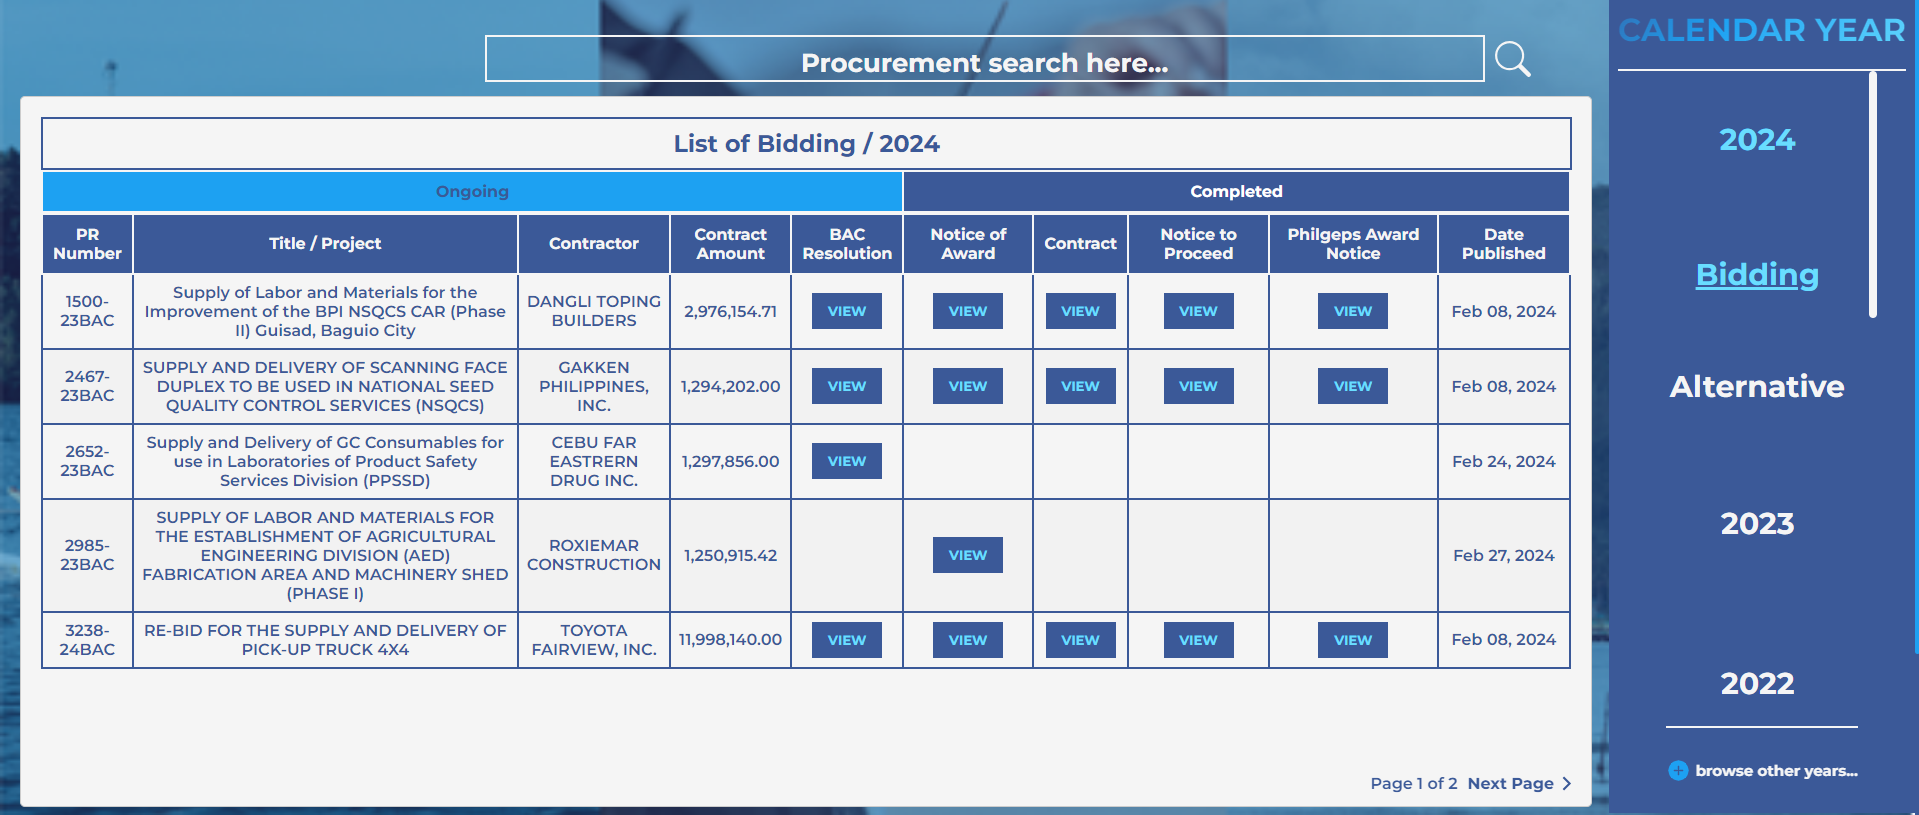 Procurement search here...
CALENDAR YEAR
2024
Bidding
Alternative
2023
2022
browse other years...
List of Bidding / 2024
Ongoing
Completed
PR
Number
Title / Project
Contractor
Contract
Amount
BAC
Resolution
Notice of
Award
Contract
Notice to
Proceed
Philgeps Award
Notice
Date
Published
1500-
23BAC
Supply of Labor and Materials for the
Improvement of the BPI NSQCS CAR (Phase
II) Guisad, Baguio City
DANGLI TOPING
BUILDERS
2,976,154.71
VIEW
VIEW
VIEW
VIEW
VIEW
Feb 08, 2024
2467-
23BAC
SUPPLY AND DELIVERY OF SCANNING FACE
DUPLEX TO BE USED IN NATIONAL SEED
QUALITY CONTROL SERVICES (NSQCS)
GAKKEN
PHILIPPINES,
INC.
1,294,202.00
VIEW
VIEW
VIEW
VIEW
VIEW
Feb 08, 2024
2652-
23BAC
Supply and Delivery of GC Consumables for
use in Laboratories of Product Safety
Services Division (PPSSD)
CEBU FAR
EASTRERN
DRUG INC.
1,297,856.00
VIEW
Feb 24, 2024
2985-
23BAC
SUPPLY OF LABOR AND MATERIALS FOR
THE ESTABLISHMENT OF AGRICULTURAL
ENGINEERING DIVISION (AED)
FABRICATION AREA AND MACHINERY SHED
(PHASE I)
ROXIEMAR
CONSTRUCTION
1,250,915.42
VIEW
Feb 27, 2024
3238-
24BAC
RE-BID FOR THE SUPPLY AND DELIVERY OF
PICK-UP TRUCK 4X4
TOYOTA
FAIRVIEW, INC.
11,998,140.00
VIEW
VIEW
VIEW
VIEW
VIEW
Feb 08, 2024
Page 1 of 2 Next Page